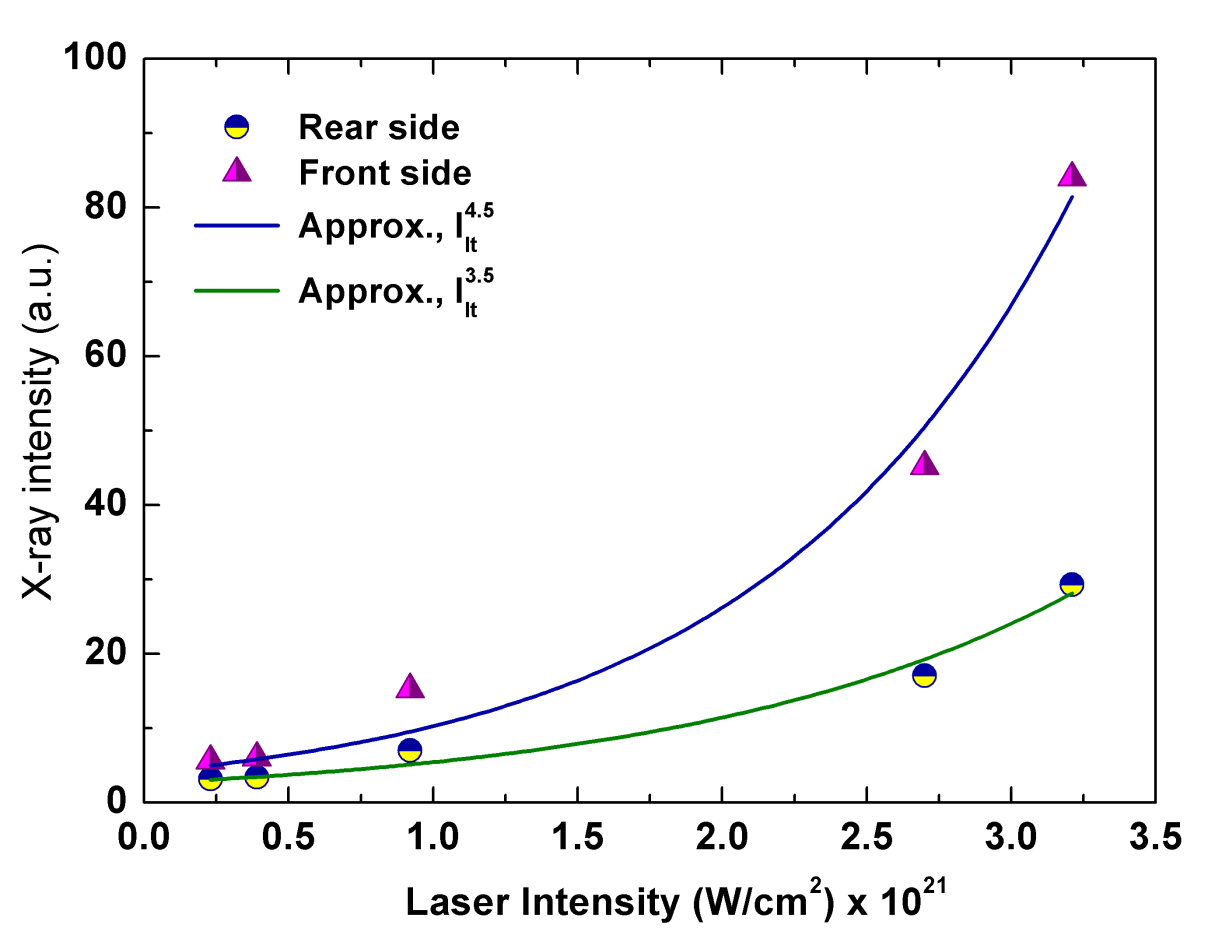 100
80
60
40
20
0
X-ray intensity (a.u.)
Rear side
Front side
Approx., I_lt^4.5
Approx., I_lt^3.5
0.0 0.5 1.0 1.5 2.0 2.5 3.0 3.5
Laser Intensity (W/cm²) x 10²¹